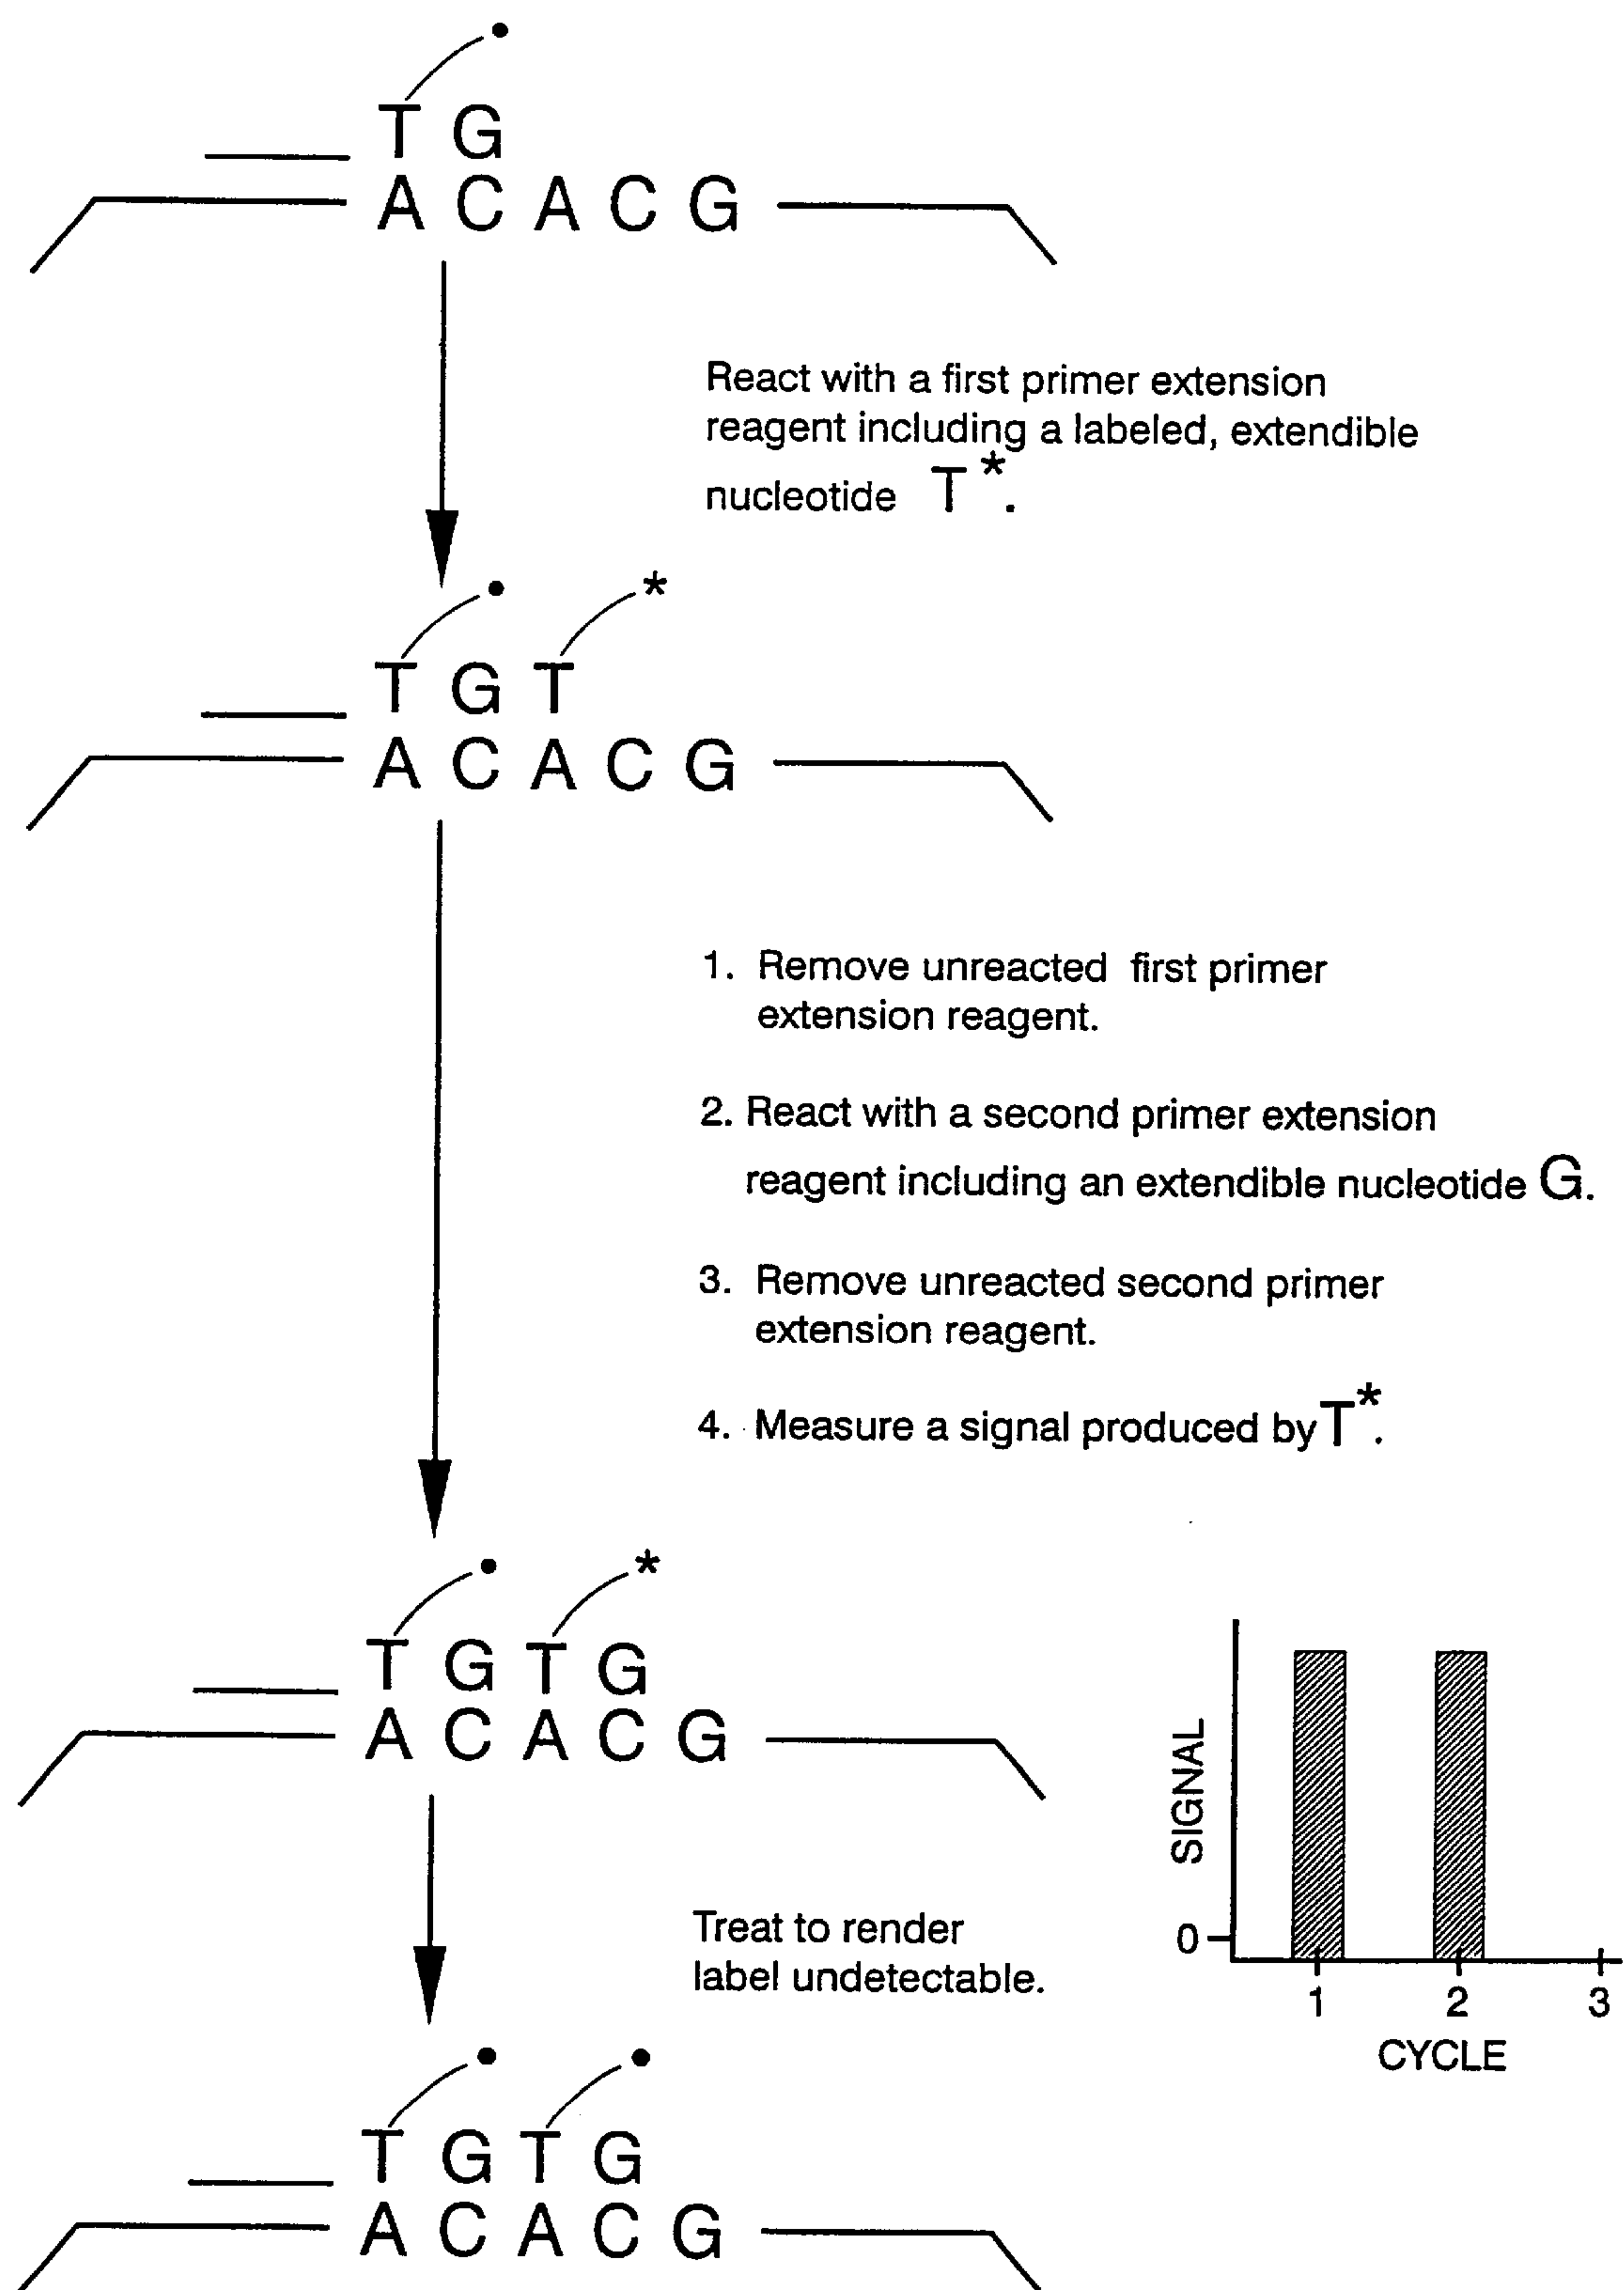 T G
A C A C G
React with a first primer extension
reagent including a labeled, extendible
nucleotide T*.
*
T G T
A C A C G
1. Remove unreacted first primer
extension reagent.
2. React with a second primer extension
reagent including an extendible nucleotide G.
3. Remove unreacted second primer
extension reagent.
4. Measure a signal produced by T*.
*
T G T G
A C A C G
SIGNAL
0
1 2 3
CYCLE
Treat to render
label undetectable.
T G T G
A C A C G